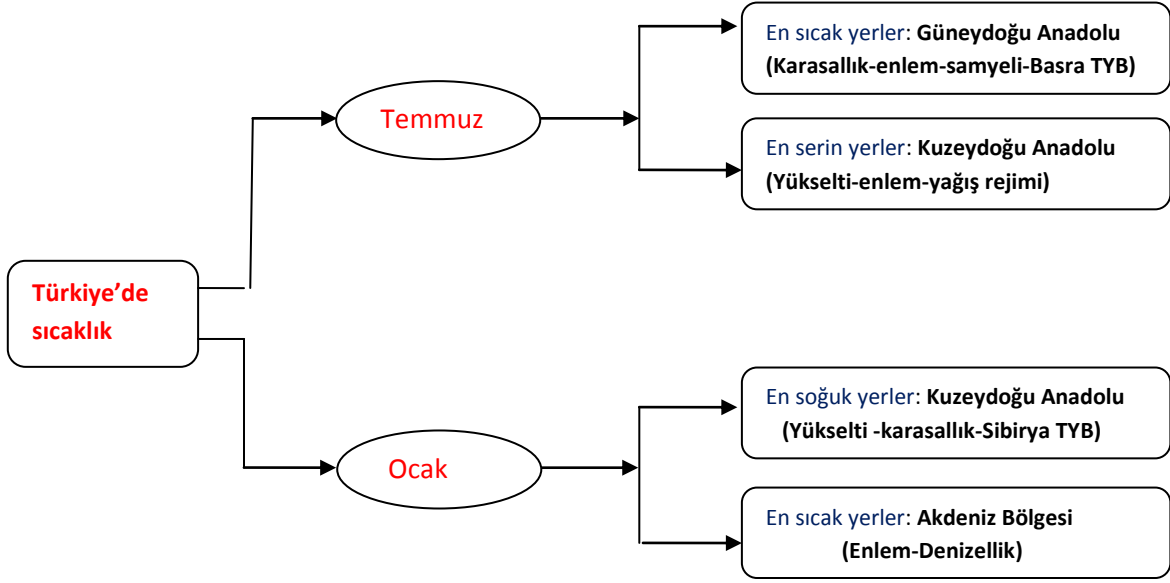 Türkiye’de
sıcaklık
Temmuz
En sıcak yerler: Güneydoğu Anadolu
(Karasallık-enlem-samyeli-Basra TYB)
En serin yerler: Kuzeydoğu Anadolu
(Yükselti-enlem-yağış rejimi)
Ocak
En soğuk yerler: Kuzeydoğu Anadolu
(Yükselti -karasallık-Sibirya TYB)
En sıcak yerler: Akdeniz Bölgesi
(Enlem-Denizellik)